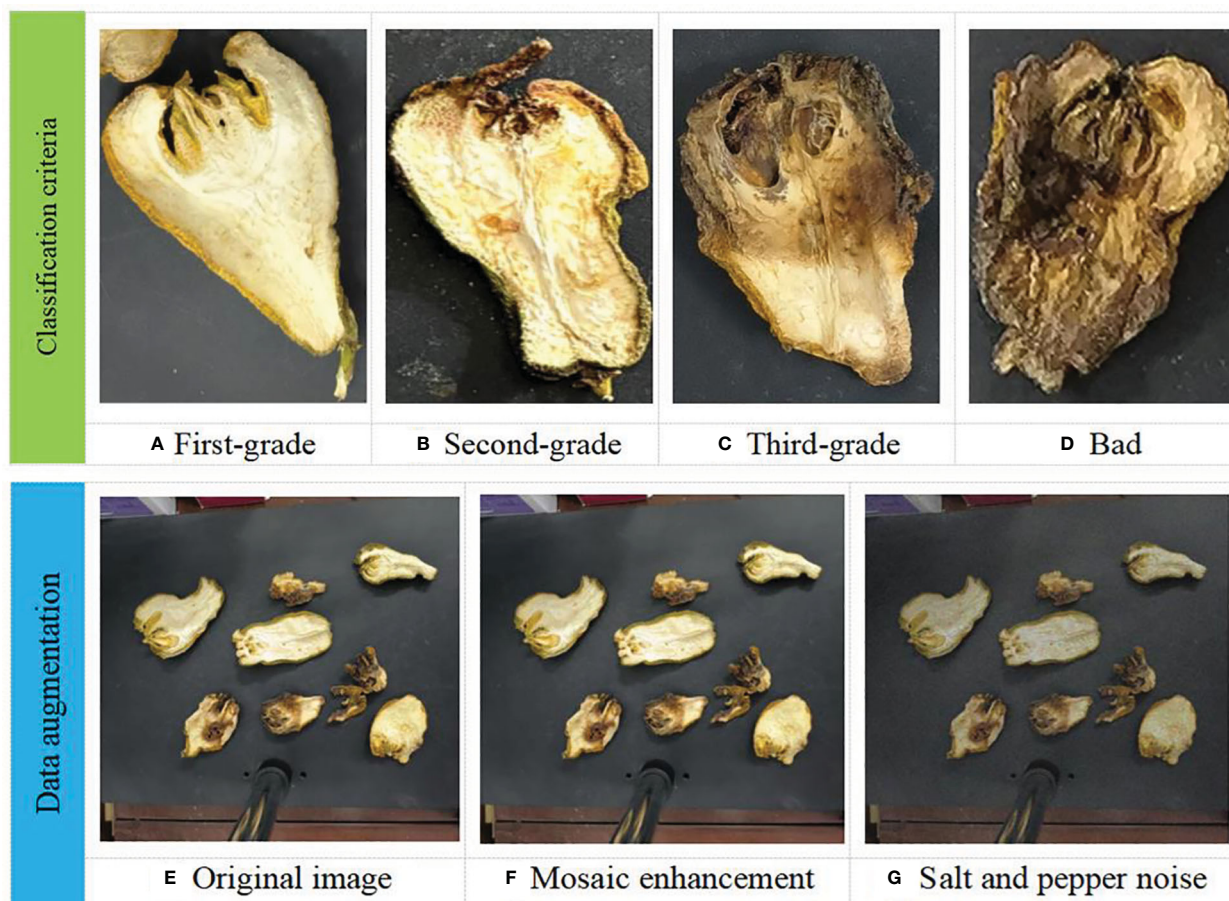 Classification criteria
A First-grade
B Second-grade
C Third-grade
D Bad
Data augmentation
E Original image
F Mosaic enhancement
G Salt and pepper noise